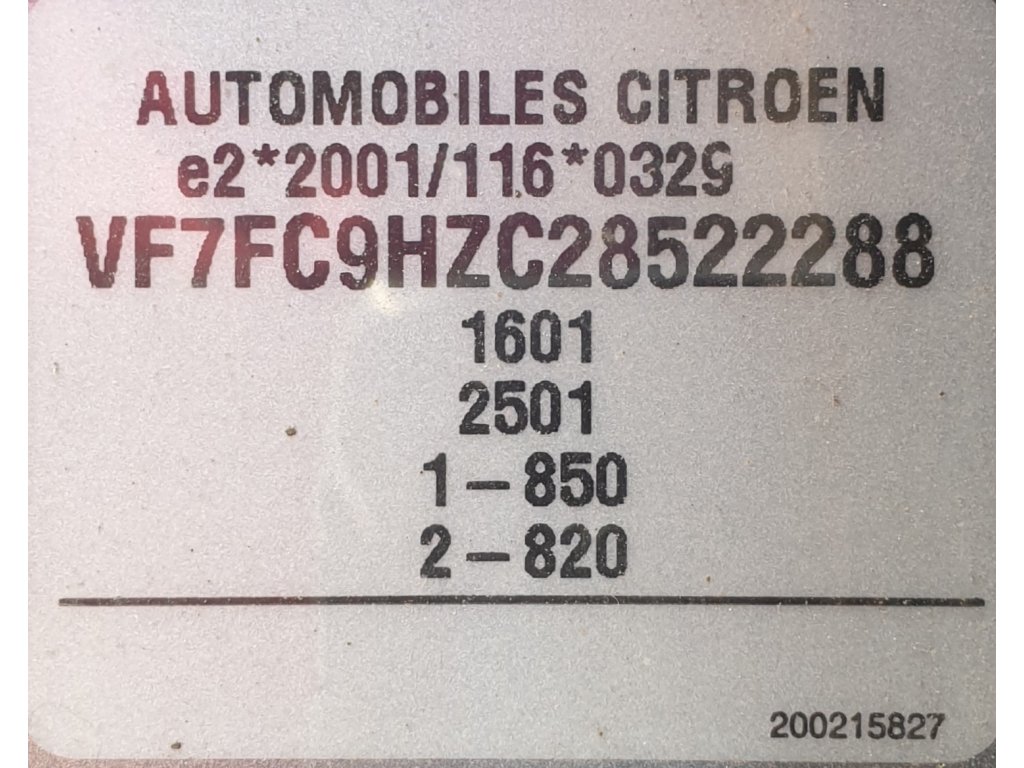 AUTOMOBILES CITROEN
e2*2001/116*0329
VF7FC9HZC28522288
1601
2501
1-850
2-820
200215827